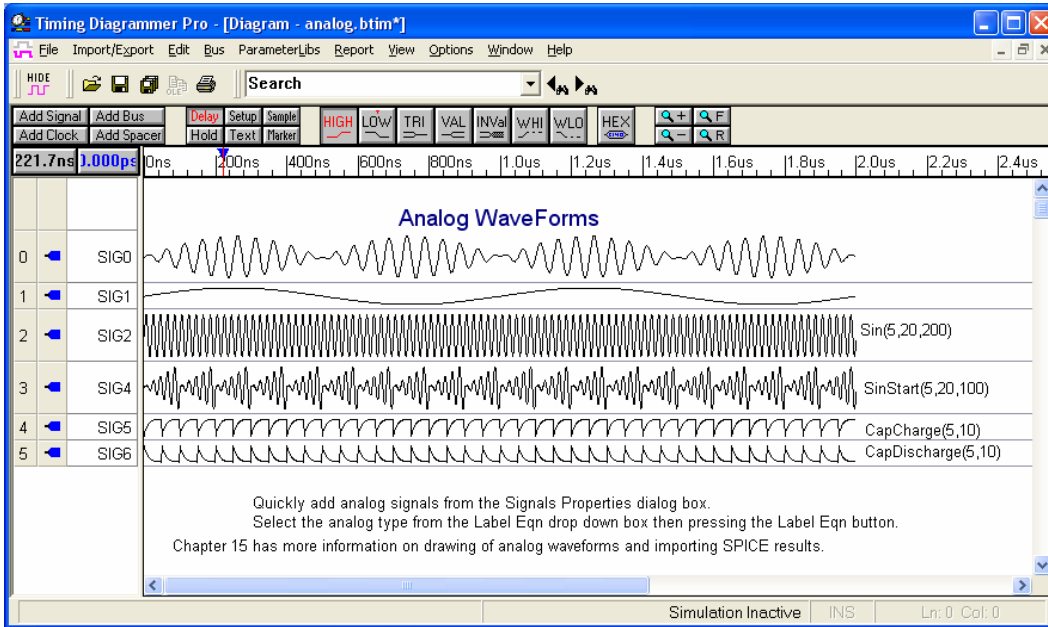 Timing Diagrammer Pro - [Diagram - analog.btim*]
File Import/Export Edit Bus ParameterLibs Report View Options Window Help
HIDE OLE Search
Add Signal Add Bus Delay Setup Sample HIGH LOW TRI VAL INVal WHI WLO HEX + F
Add Clock Add Spacer Hold Text Marker - R
221.7ns 0.000ps 0ns 200ns 400ns 600ns 800ns 1.0us 1.2us 1.4us 1.6us 1.8us 2.0us 2.2us 2.4us
Analog WaveForms
0 SIG0
1 SIG1
2 SIG2 Sin(5,20,200)
3 SIG4 SinStart(5,20,100)
4 SIG5 CapCharge(5,10)
5 SIG6 CapDischarge(5,10)
Quickly add analog signals from the Signals Properties dialog box.
Select the analog type from the Label Eqn drop down box then pressing the Label Eqn button.
Chapter 15 has more information on drawing of analog waveforms and importing SPICE results.
Simulation Inactive INS Ln: 0 Col: 0